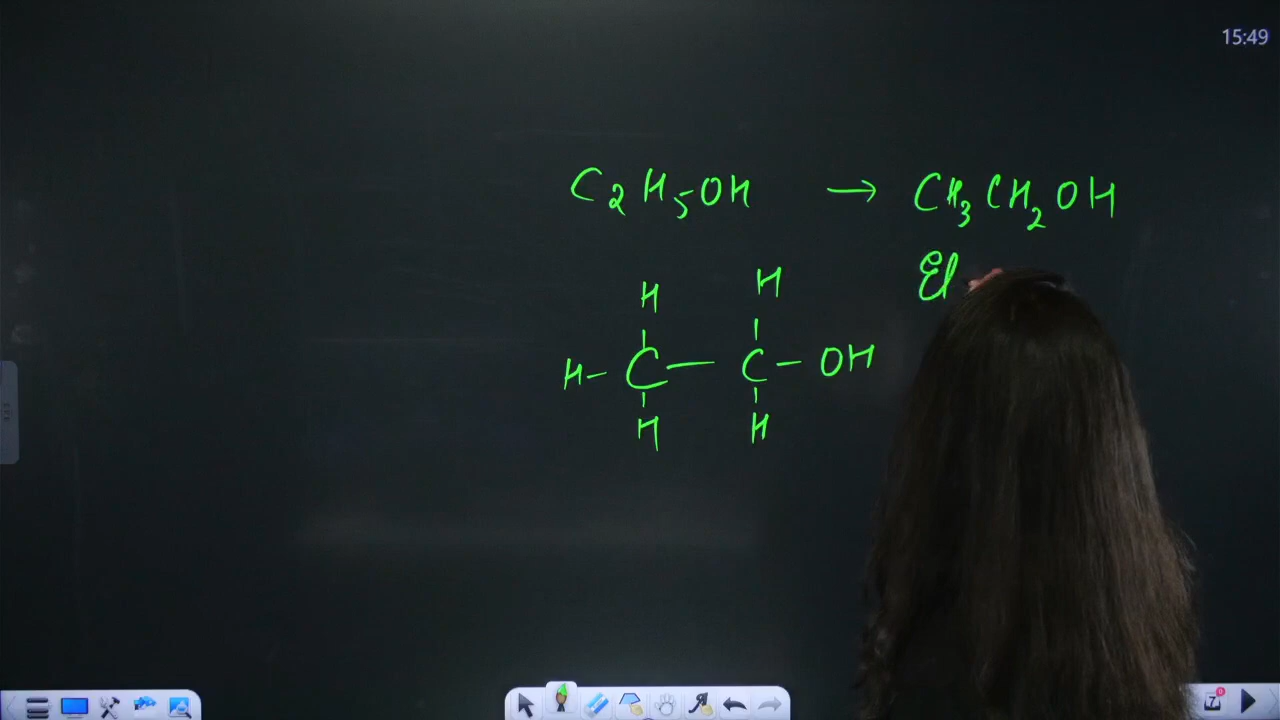 15:49
C₂H₅OH → CH₃CH₂OH
H H
H - C - C - OH
H H